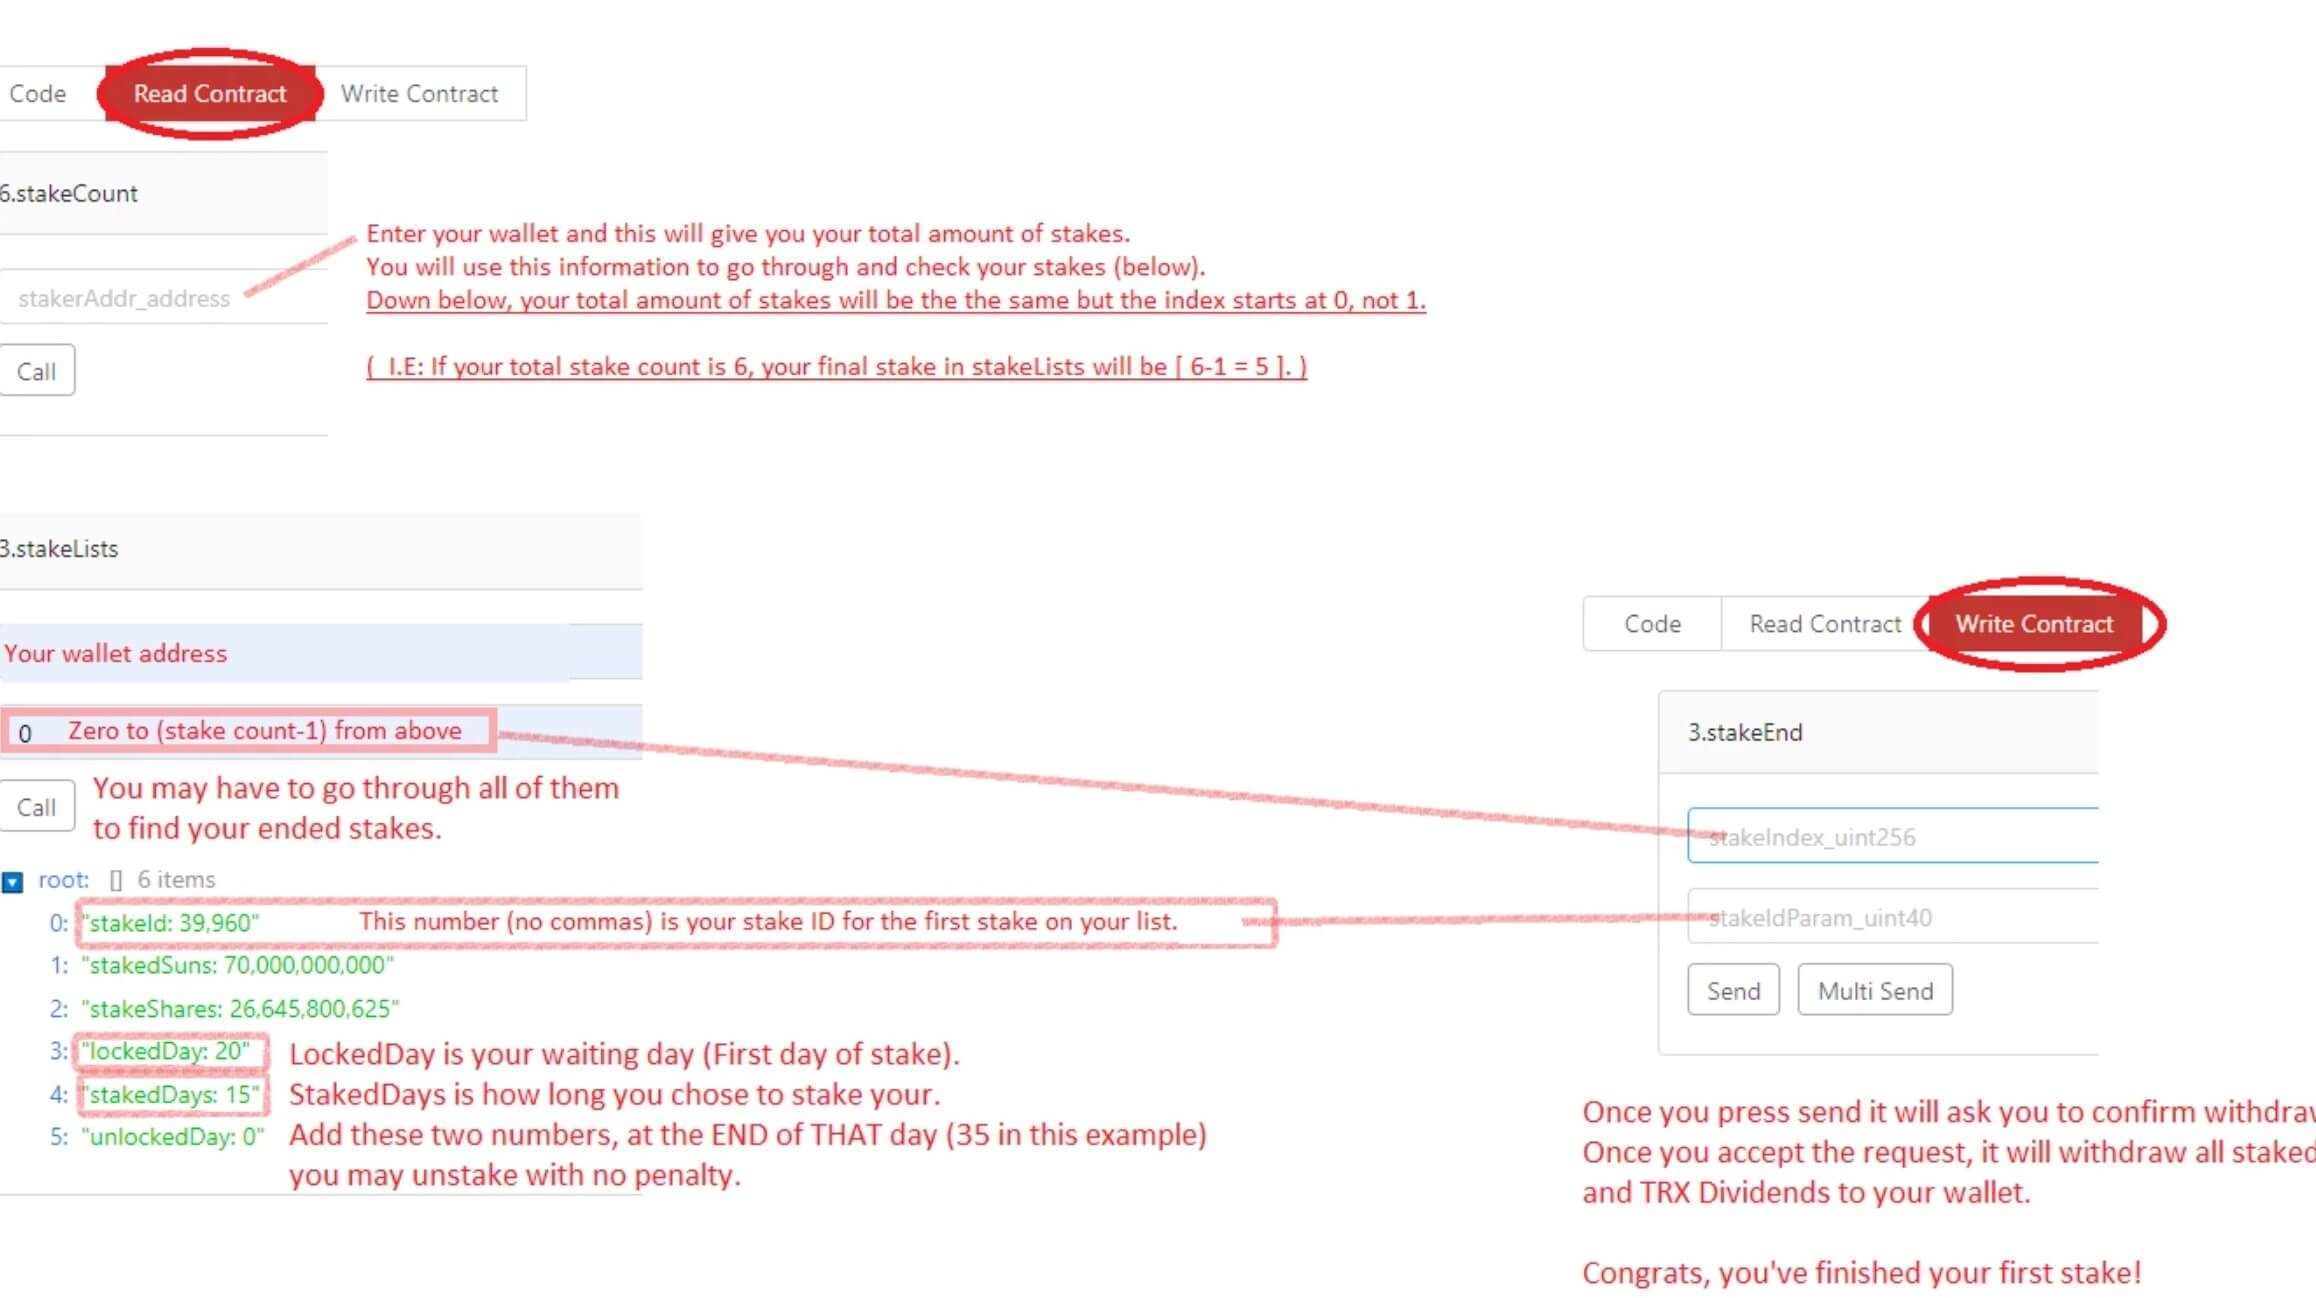 Code Read Contract Write Contract
6.stakeCount
Enter your wallet and this will give you your total amount of stakes.
You will use this information to go through and check your stakes (below).
stakerAddr_address
Down below, your total amount of stakes will be the the same but the index starts at 0, not 1.
( I.E: If your total stake count is 6, your final stake in stakeLists will be [ 6-1 = 5 ]. )
Call
3.stakeLists
Your wallet address
0 Zero to (stake count-1) from above
Call
You may have to go through all of them
to find your ended stakes.
root: [] 6 items
0: "stakeId: 39,960" This number (no commas) is your stake ID for the first stake on your list.
1: "stakedSuns: 70,000,000,000"
2: "stakeShares: 26,645,800,625"
3: "lockedDay: 20" LockedDay is your waiting day (First day of stake).
4: "stakedDays: 15" StakedDays is how long you chose to stake your.
5: "unlockedDay: 0" Add these two numbers, at the END of THAT day (35 in this example)
you may unstake with no penalty.
Code Read Contract Write Contract
3.stakeEnd
stakeIndex_uint256
stakeIdParam_uint40
Send Multi Send
Once you press send it will ask you to confirm withdraw
Once you accept the request, it will withdraw all staked
and TRX Dividends to your wallet.
Congrats, you've finished your first stake!